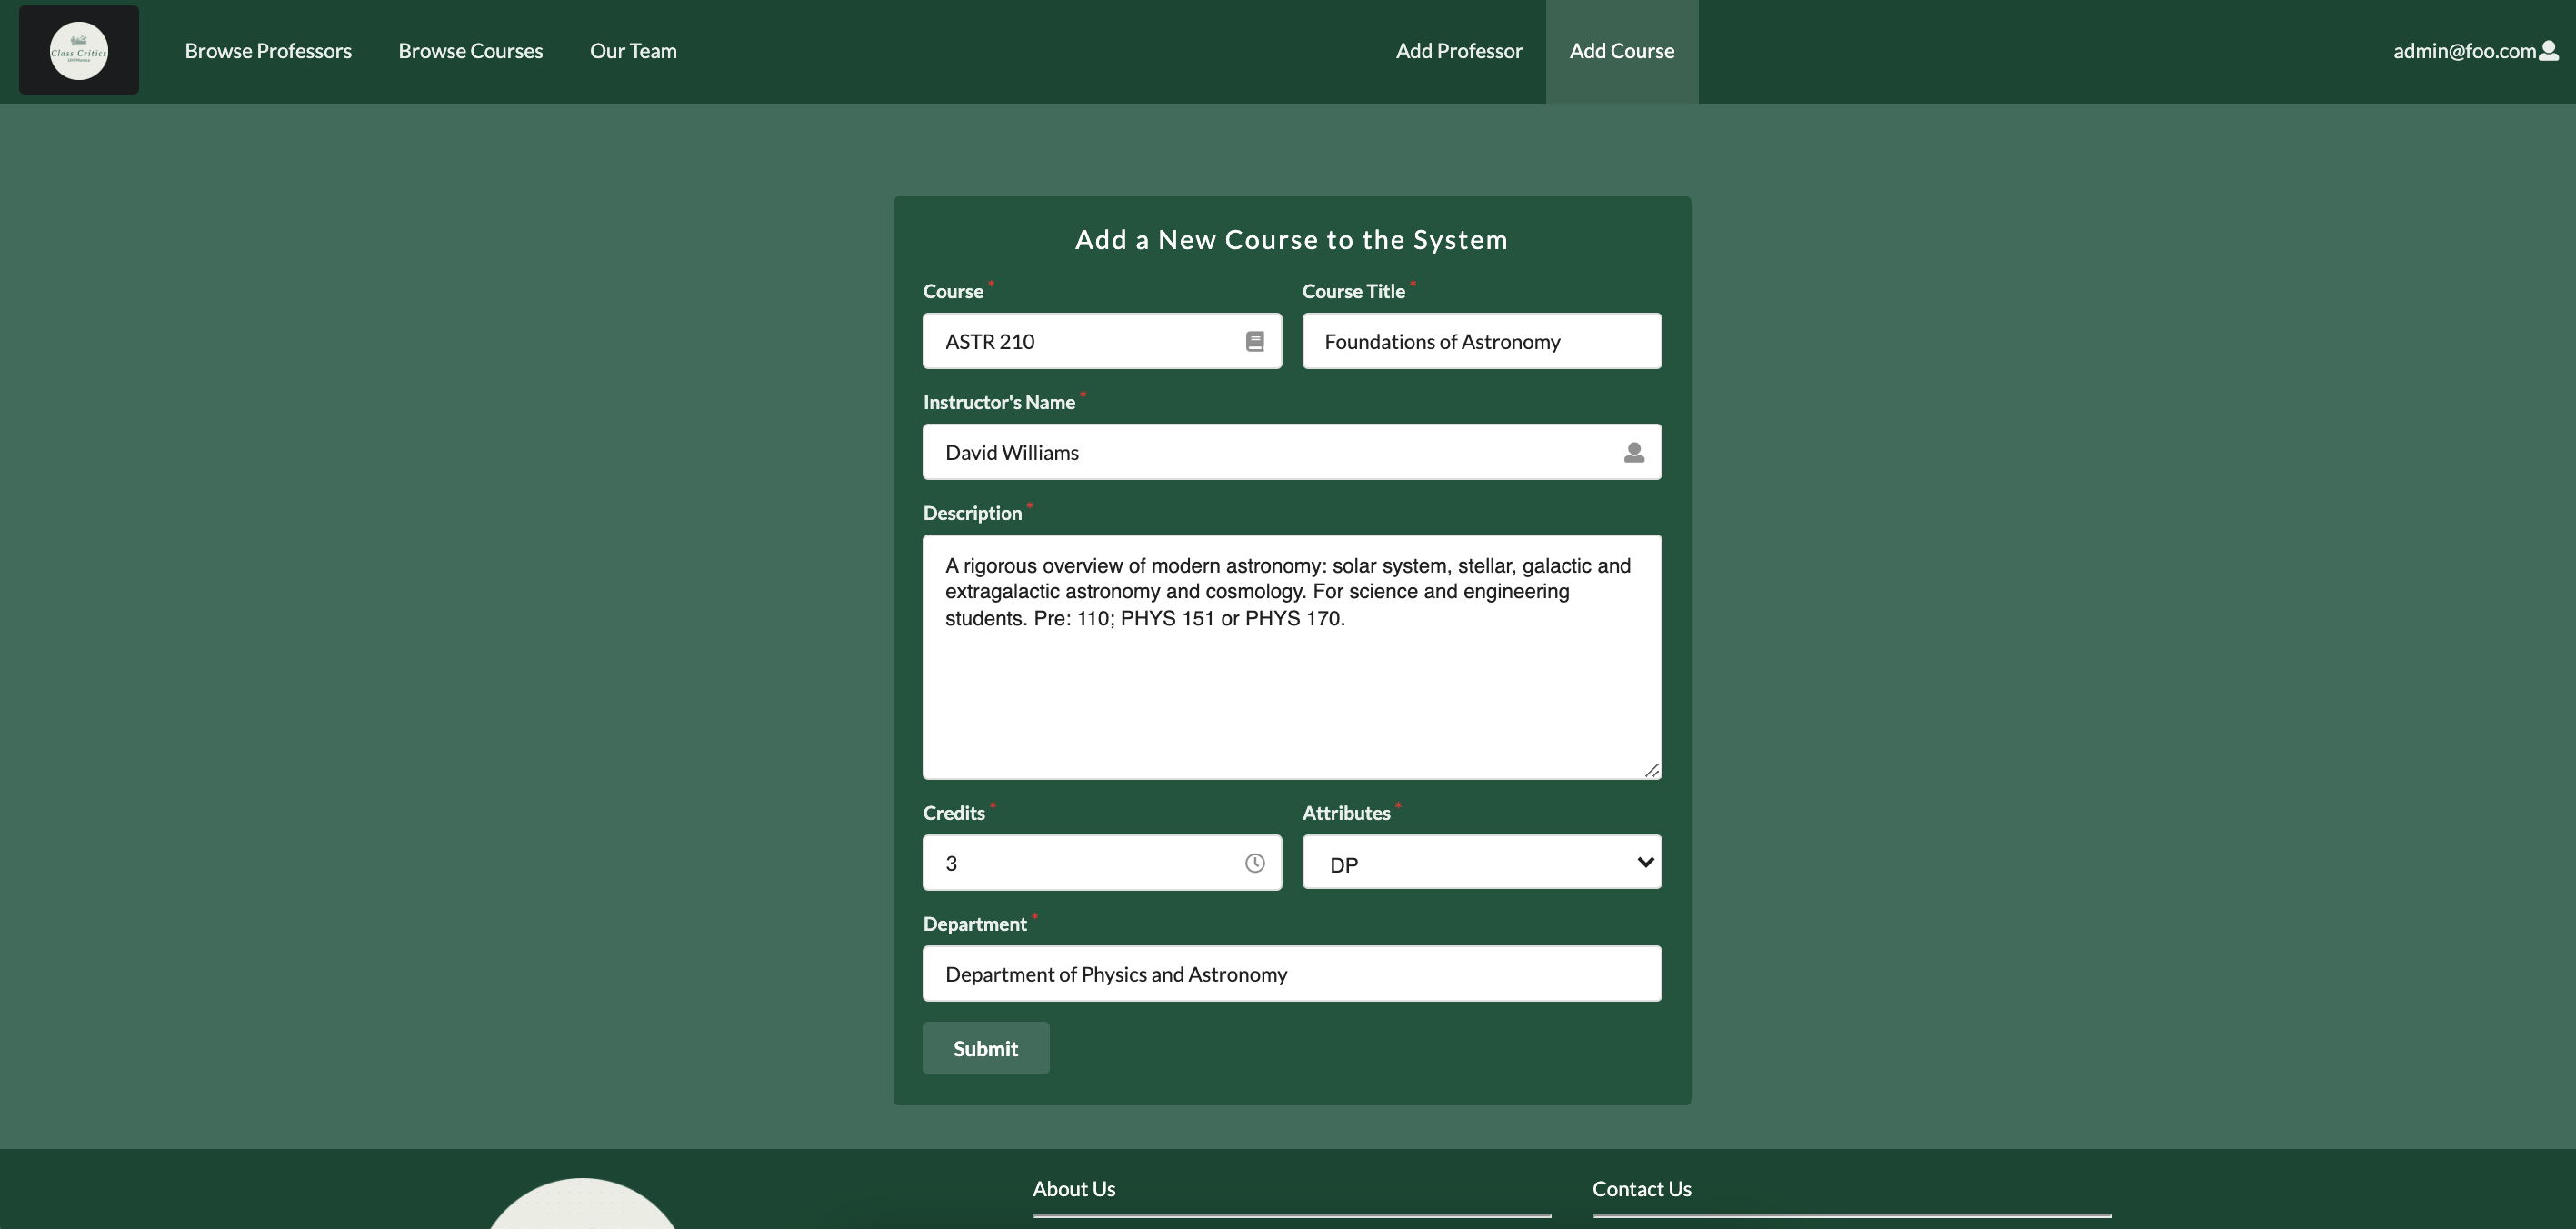 Class Critics
UH Manoa
Browse Professors
Browse Courses
Our Team
Add Professor
Add Course
admin@foo.com
Add a New Course to the System
Course *
Course Title *
ASTR 210
Foundations of Astronomy
Instructor's Name *
David Williams
Description *
A rigorous overview of modern astronomy: solar system, stellar, galactic and
extragalactic astronomy and cosmology. For science and engineering
students. Pre: 110; PHYS 151 or PHYS 170.
Credits *
Attributes *
3
DP
Department *
Department of Physics and Astronomy
Submit
About Us
Contact Us